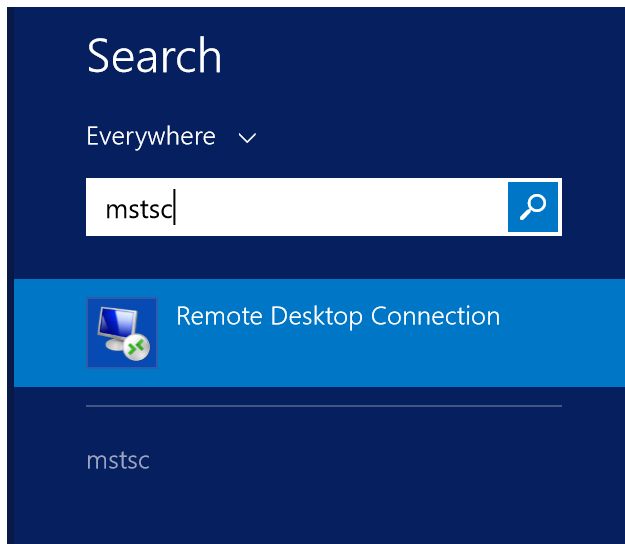 Search
Everywhere
mstsc
Remote Desktop Connection
mstsc